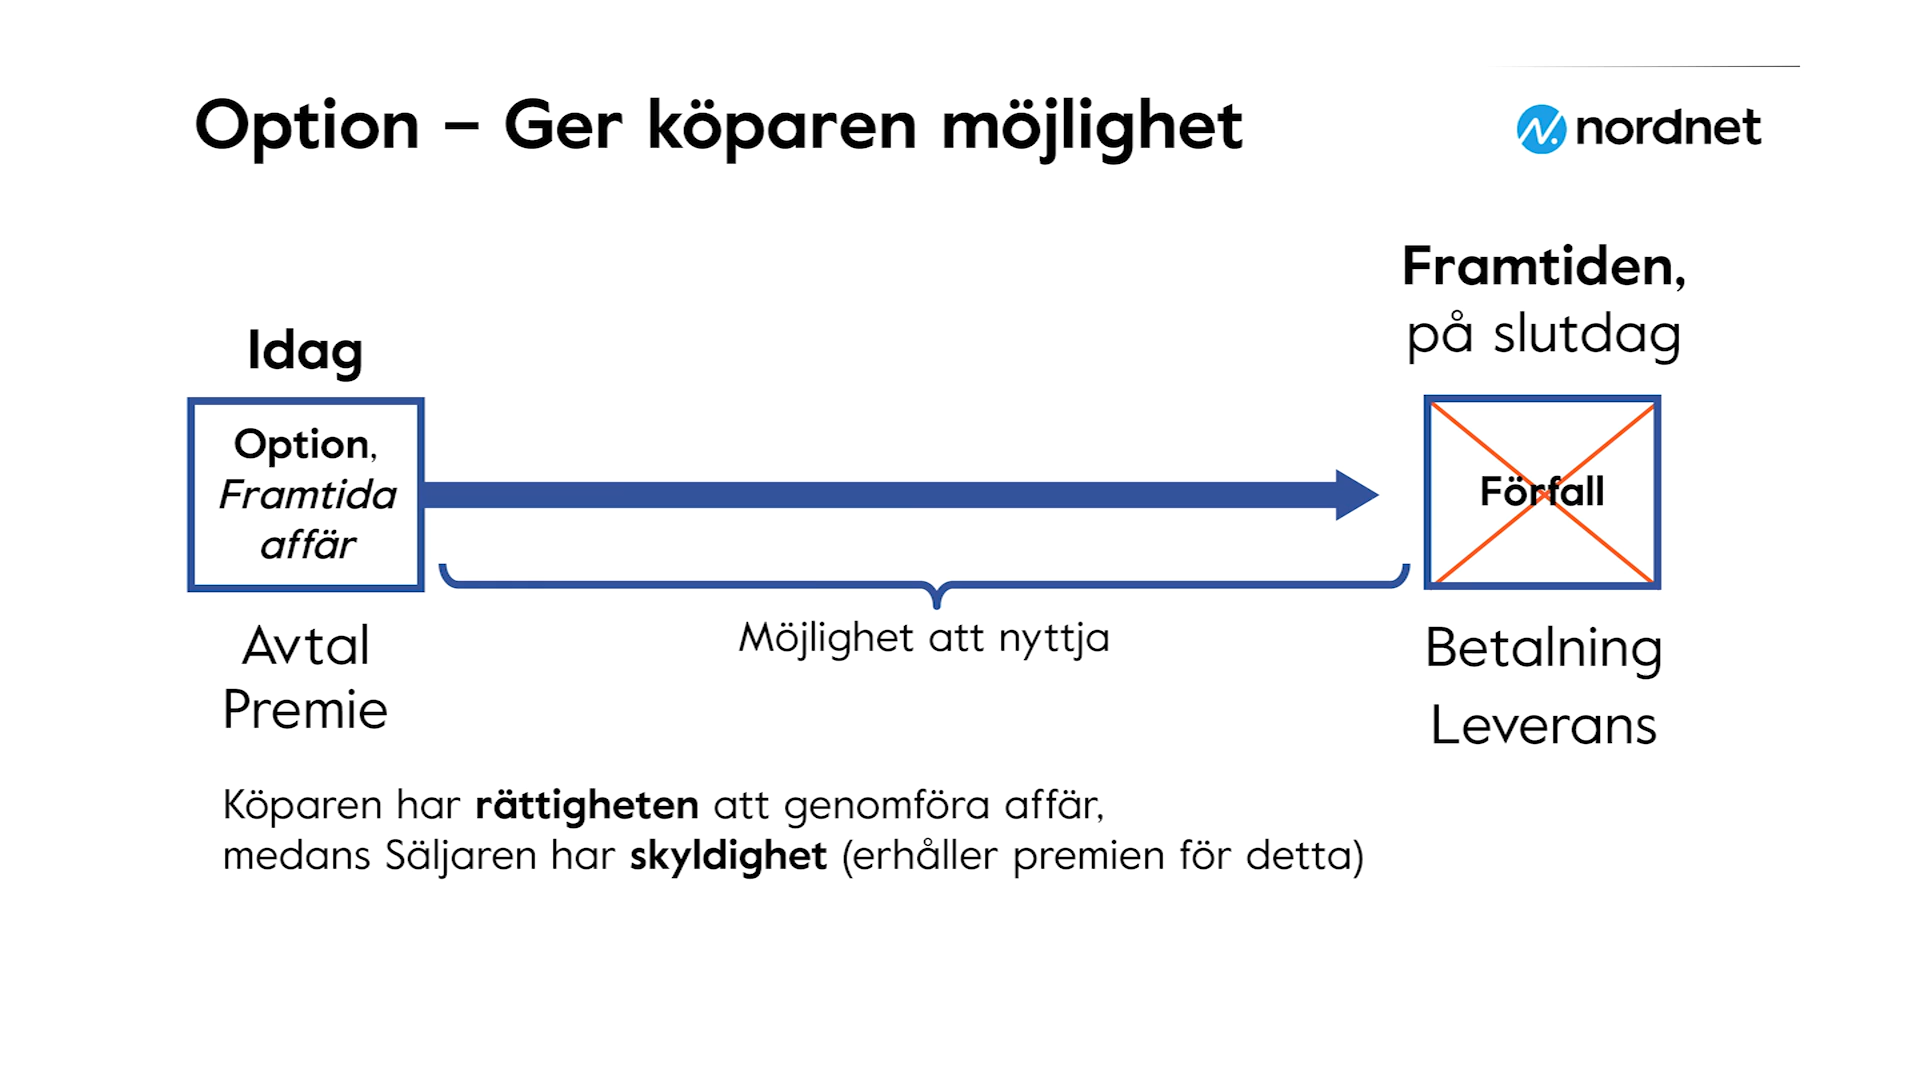 Option – Ger köparen möjlighet
nordnet
Framtiden,
på slutdag
Idag
Option,
Framtida
affär
Förfall
Möjlighet att nyttja
Avtal
Premie
Betalning
Leverans
Köparen har rättigheten att genomföra affär,
medans Säljaren har skyldighet (erhåller premien för detta)